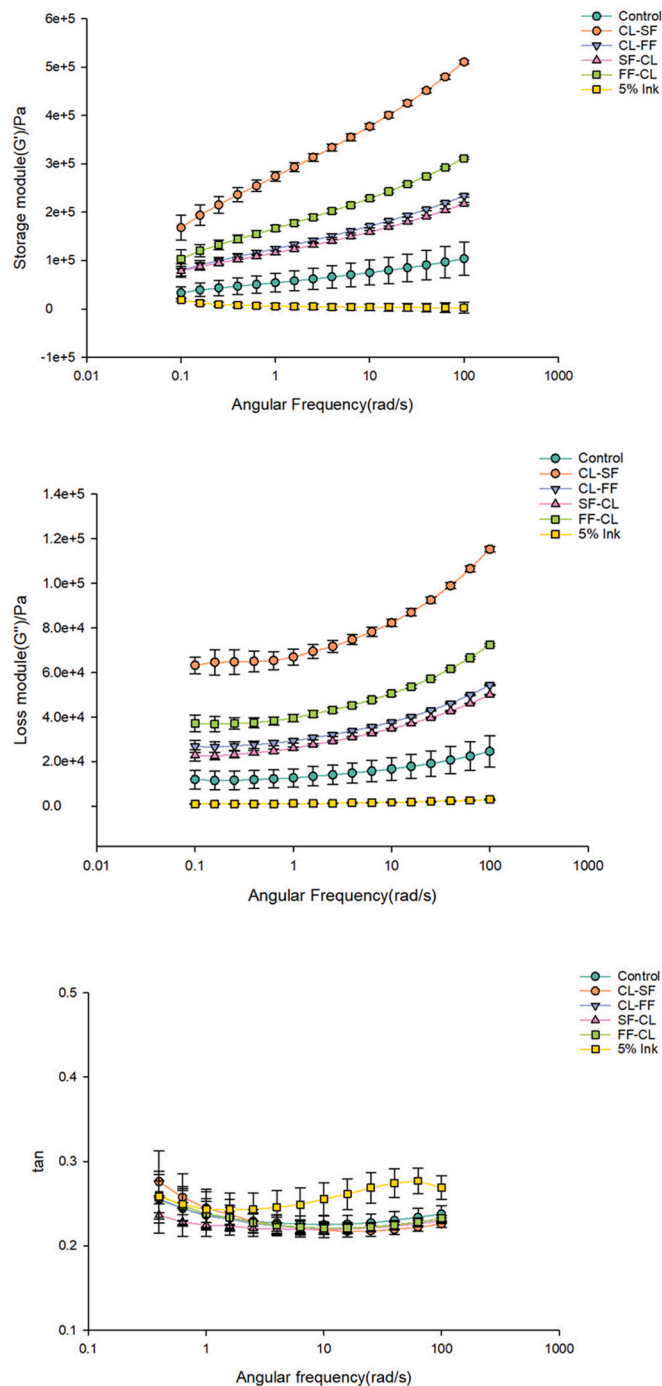 Control
CL-SF
CL-FF
SF-CL
FF-CL
5% Ink
Storage module(G')/Pa
6e+5
5e+5
4e+5
3e+5
2e+5
1e+5
0
-1e+5
0.01 0.1 1 10 100 1000
Angular Frequency(rad/s)
Control
CL-SF
CL-FF
SF-CL
FF-CL
5% Ink
Loss module(G'')/Pa
1.4e+5
1.2e+5
1.0e+5
8.0e+4
6.0e+4
4.0e+4
2.0e+4
0.0
0.01 0.1 1 10 100 1000
Angular Frequency(rad/s)
Control
CL-SF
CL-FF
SF-CL
FF-CL
5% Ink
tan
0.5
0.4
0.3
0.2
0.1
0.1 1 10 100 1000
Angular frequency(rad/s)